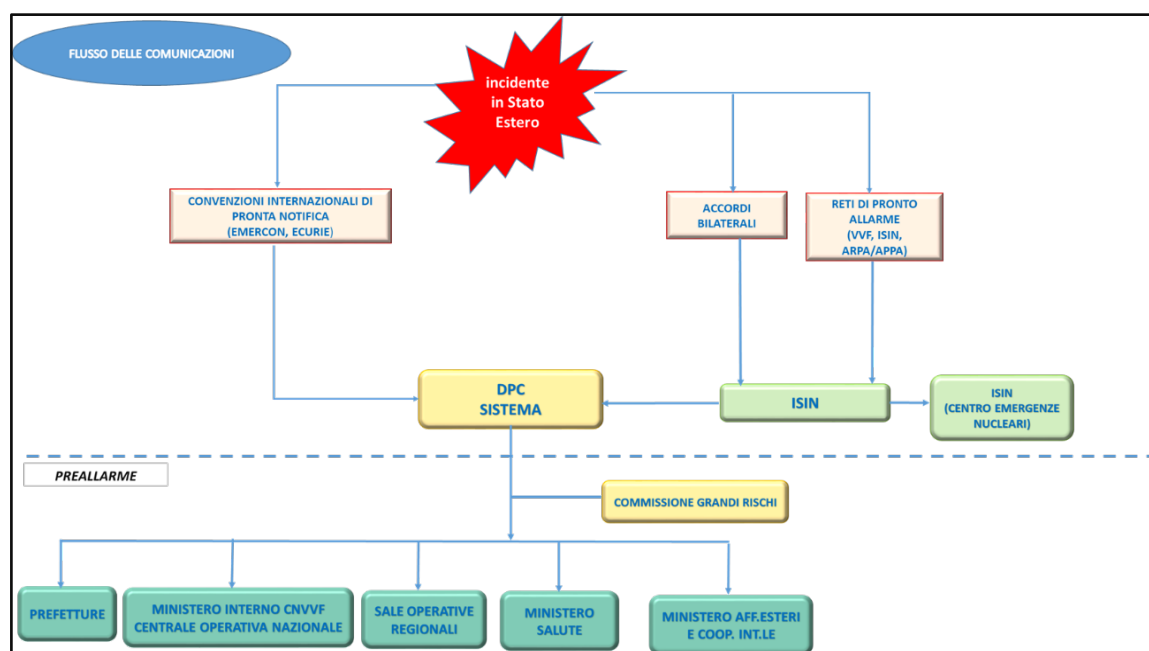 FLUSSO DELLE COMUNICAZIONI
incidente
in Stato
Estero
CONVENZIONI INTERNAZIONALI DI
PRONTA NOTIFICA
(EMERCON, ECURIE)
ACCORDI
BILATERALI
RETI DI PRONTO
ALLARME
(VVF, ISIN,
ARPA/APPA)
DPC
SISTEMA
ISIN
ISIN
(CENTRO EMERGENZE
NUCLEARI)
PREALLARME
COMMISSIONE GRANDI RISCHI
PREFETTURE
MINISTERO INTERNO CNVVF
CENTRALE OPERATIVA NAZIONALE
SALE OPERATIVE
REGIONALI
MINISTERO
SALUTE
MINISTERO AFF.ESTERI
E COOP. INT.LE